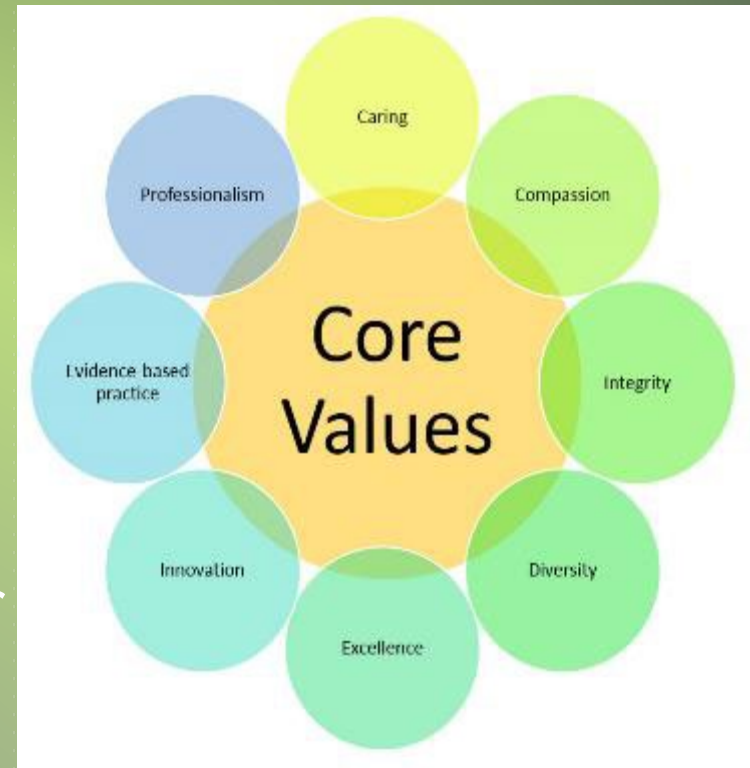 Core
Values
Caring
Compassion
Integrity
Diversity
Excellence
Innovation
Evidence based
practice
Professionalism